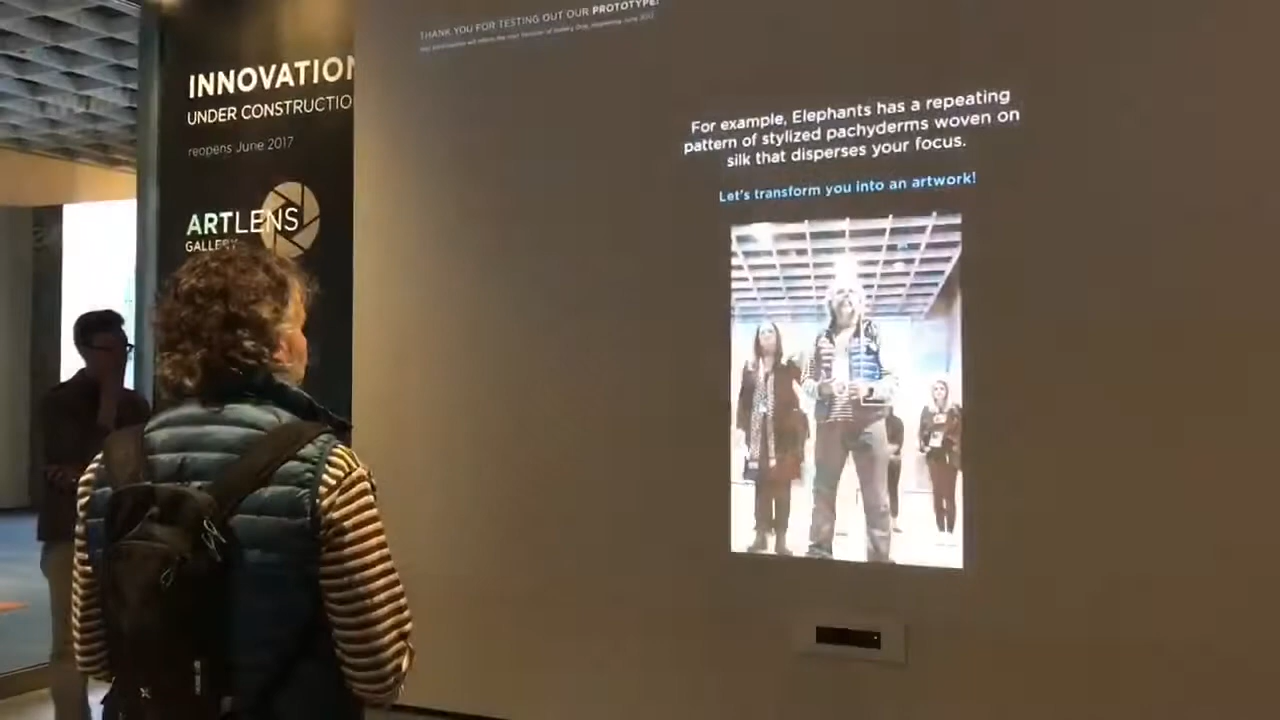 THANK YOU FOR TESTING OUT OUR PROTOTYPE!
INNOVATION
UNDER CONSTRUCTIO
reopens June 2017
ARTLENS
GALLERY
For example, Elephants has a repeating
pattern of stylized pachyderms woven on
silk that disperses your focus.
Let's transform you into an artwork!